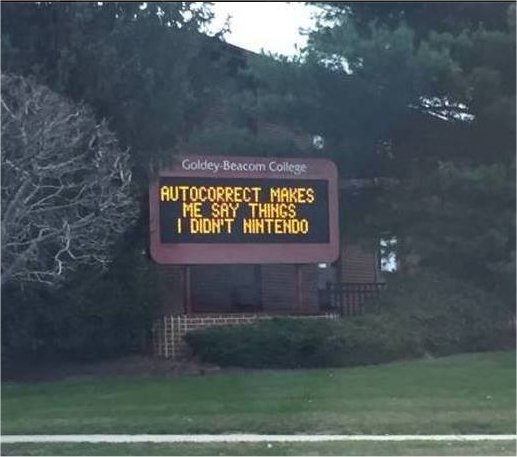 Goldey-Beacom College
AUTOCORRECT MAKES
ME SAY THINGS
I DIDN'T NINTENDO